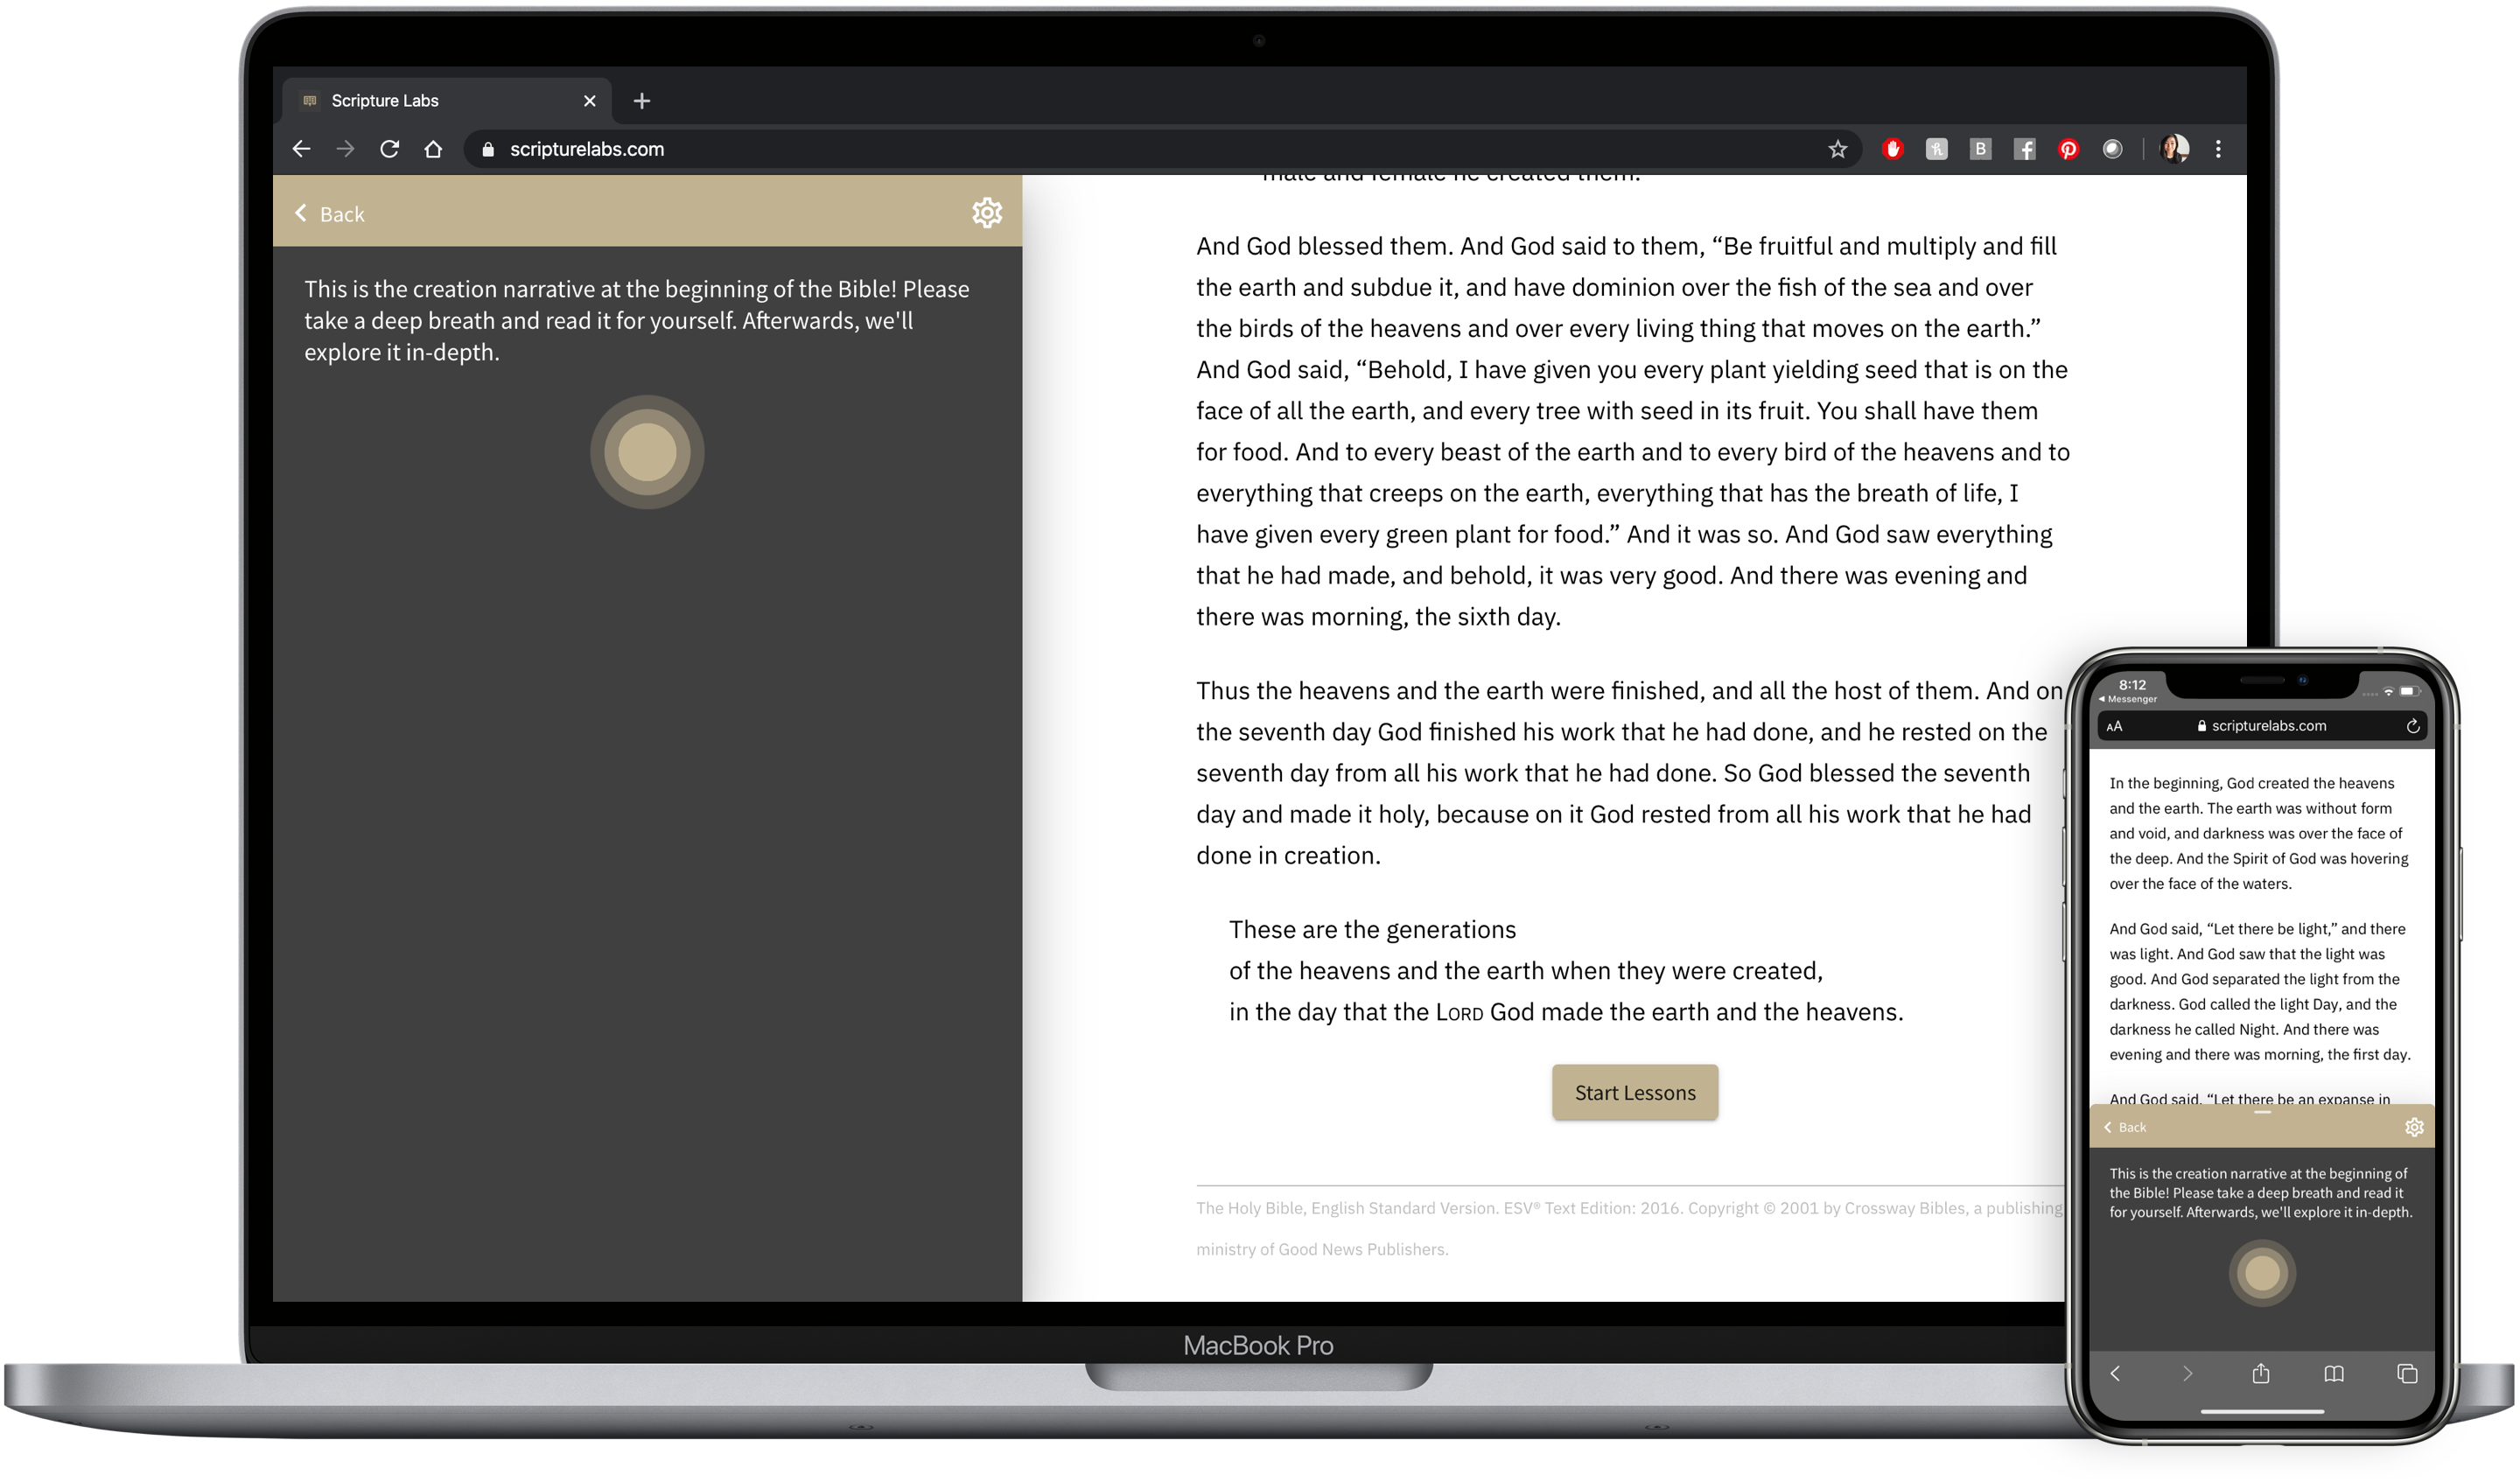 Scripture Labs
scripturelabs.com
Back
This is the creation narrative at the beginning of the Bible! Please
take a deep breath and read it for yourself. Afterwards, we'll
explore it in-depth.
male and female he created them.
And God blessed them. And God said to them, “Be fruitful and multiply and fill
the earth and subdue it, and have dominion over the fish of the sea and over
the birds of the heavens and over every living thing that moves on the earth.”
And God said, “Behold, I have given you every plant yielding seed that is on the
face of all the earth, and every tree with seed in its fruit. You shall have them
for food. And to every beast of the earth and to every bird of the heavens and to
everything that creeps on the earth, everything that has the breath of life, I
have given every green plant for food.” And it was so. And God saw everything
that he had made, and behold, it was very good. And there was evening and
there was morning, the sixth day.
Thus the heavens and the earth were finished, and all the host of them. And on
the seventh day God finished his work that he had done, and he rested on the
seventh day from all his work that he had done. So God blessed the seventh
day and made it holy, because on it God rested from all his work that he had
done in creation.
These are the generations
of the heavens and the earth when they were created,
in the day that the LORD God made the earth and the heavens.
Start Lessons
The Holy Bible, English Standard Version. ESV® Text Edition: 2016. Copyright © 2001 by Crossway Bibles, a publishing
ministry of Good News Publishers.
MacBook Pro
8:12
Messenger
AA
scripturelabs.com
In the beginning, God created the heavens
and the earth. The earth was without form
and void, and darkness was over the face of
the deep. And the Spirit of God was hovering
over the face of the waters.
And God said, “Let there be light,” and there
was light. And God saw that the light was
good. And God separated the light from the
darkness. God called the light Day, and the
darkness he called Night. And there was
evening and there was morning, the first day.
And God said, “Let there be an expanse in
Back
This is the creation narrative at the beginning of
the Bible! Please take a deep breath and read it
for yourself. Afterwards, we'll explore it in-depth.